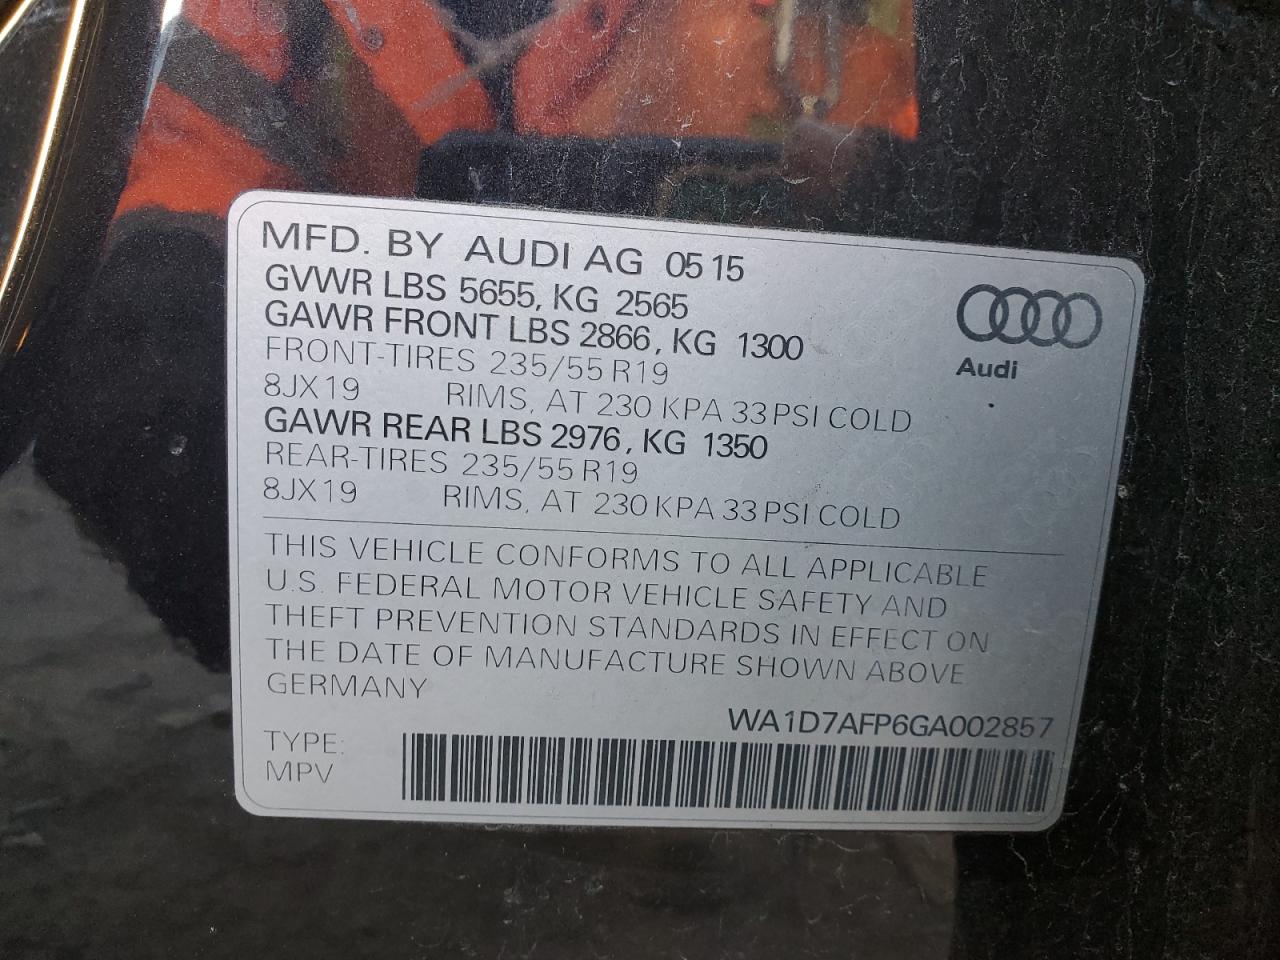 MFD. BY AUDI AG 05 15
GVWR LBS 5655, KG 2565
GAWR FRONT LBS 2866, KG 1300
FRONT-TIRES 235/55 R19
8JX19 RIMS, AT 230 KPA 33 PSI COLD
GAWR REAR LBS 2976, KG 1350
REAR-TIRES 235/55 R19
8JX19 RIMS, AT 230 KPA 33 PSI COLD
Audi
THIS VEHICLE CONFORMS TO ALL APPLICABLE
U.S. FEDERAL MOTOR VEHICLE SAFETY AND
THEFT PREVENTION STANDARDS IN EFFECT ON
THE DATE OF MANUFACTURE SHOWN ABOVE
GERMANY
WA1D7AFP6GA002857
TYPE:
MPV